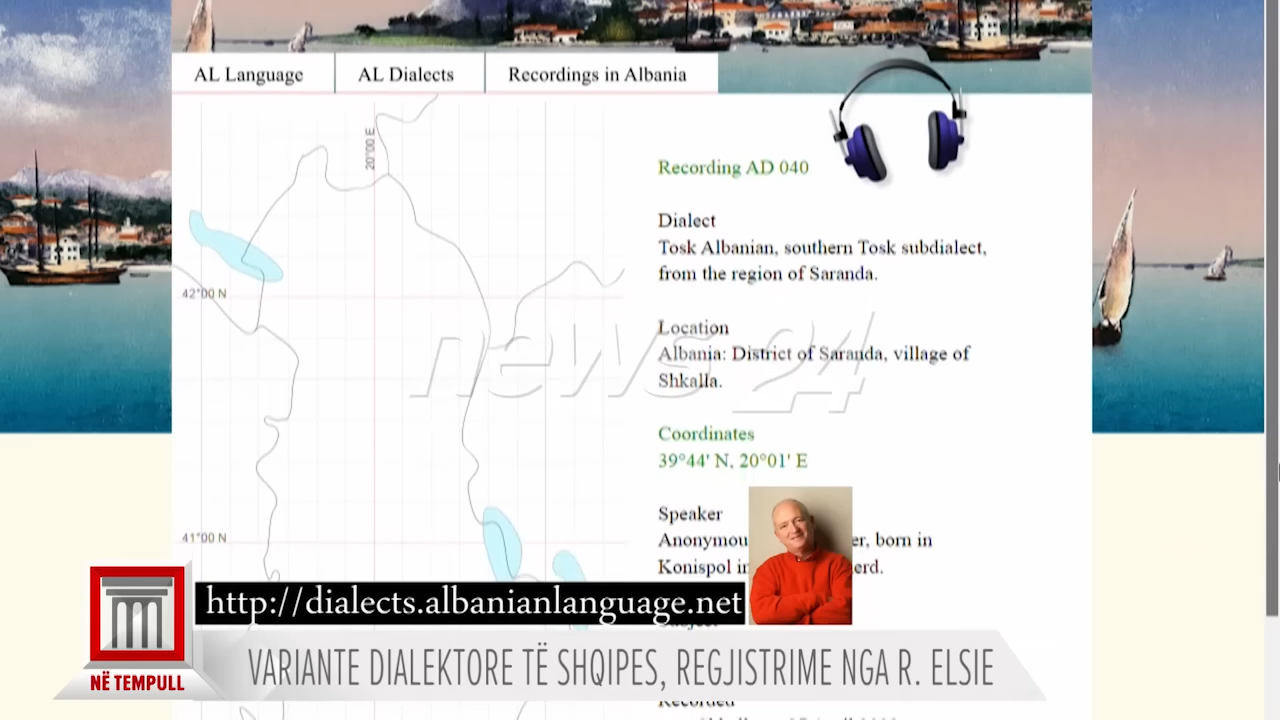 AL Language
AL Dialects
Recordings in Albania
20°00 E
42°00 N
41°00 N
Recording AD 040
Dialect
Tosk Albanian, southern Tosk subdialect,
from the region of Saranda.
Location
Albania: District of Saranda, village of
Shkalla.
Coordinates
39°44' N, 20°01' E
Speaker
born in
Konispol
news 24
http://dialects.albanianlanguage.net
NË TEMPULL
VARIANTE DIALEKTORE TË SHQIPES, REGJISTRIME NGA R. ELSIE